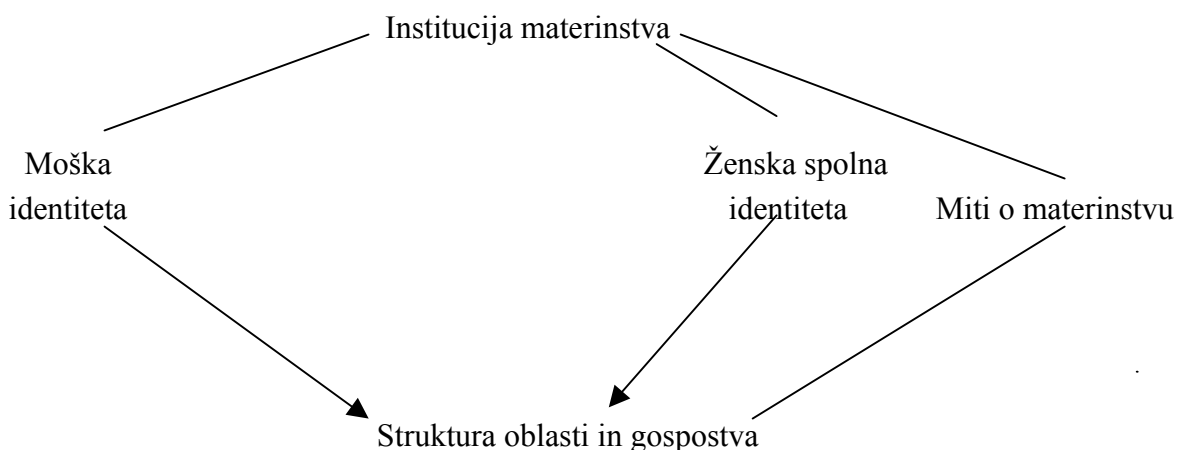 Institucija materinstva
Moška
identiteta
Ženska spolna
identiteta
Miti o materinstvu
Struktura oblasti in gospostva